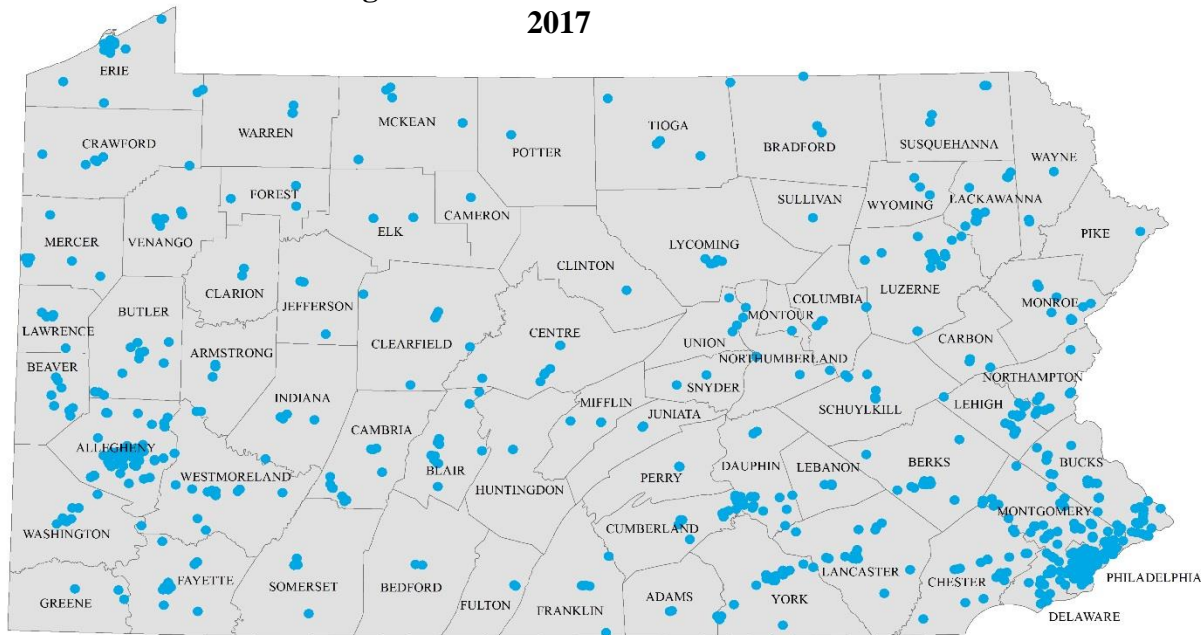 2017
ERIE
CRAWFORD
WARREN
MCKEAN
POTTER
TIOGA
BRADFORD
SUSQUEHANNA
WAYNE
FOREST
CAMERON
ELK
SULLIVAN
WYOMING
LACKAWANNA
MERCER
VENANGO
LYCOMING
PIKE
CLINTON
CLARION
JEFFERSON
COLUMBIA
LUZERNE
MONROE
LAWRENCE
BUTLER
MONTOUR
CENTRE
UNION
CARBON
CLEARFIELD
ARMSTRONG
NORTHUMBERLAND
BEAVER
NORTHAMPTON
SNYDER
INDIANA
MIFFLIN
JUNIATA
SCHUYLKILL
LEHIGH
CAMBRIA
ALLEGHENY
BLAIR
DAUPHIN
LEBANON
BERKS
BUCKS
WESTMORELAND
PERRY
HUNTINGDON
MONTGOMERY
CUMBERLAND
WASHINGTON
LANCASTER
PHILADELPHIA
CHESTER
FAYETTE
SOMERSET
BEDFORD
FULTON
FRANKLIN
ADAMS
YORK
GREENE
DELAWARE